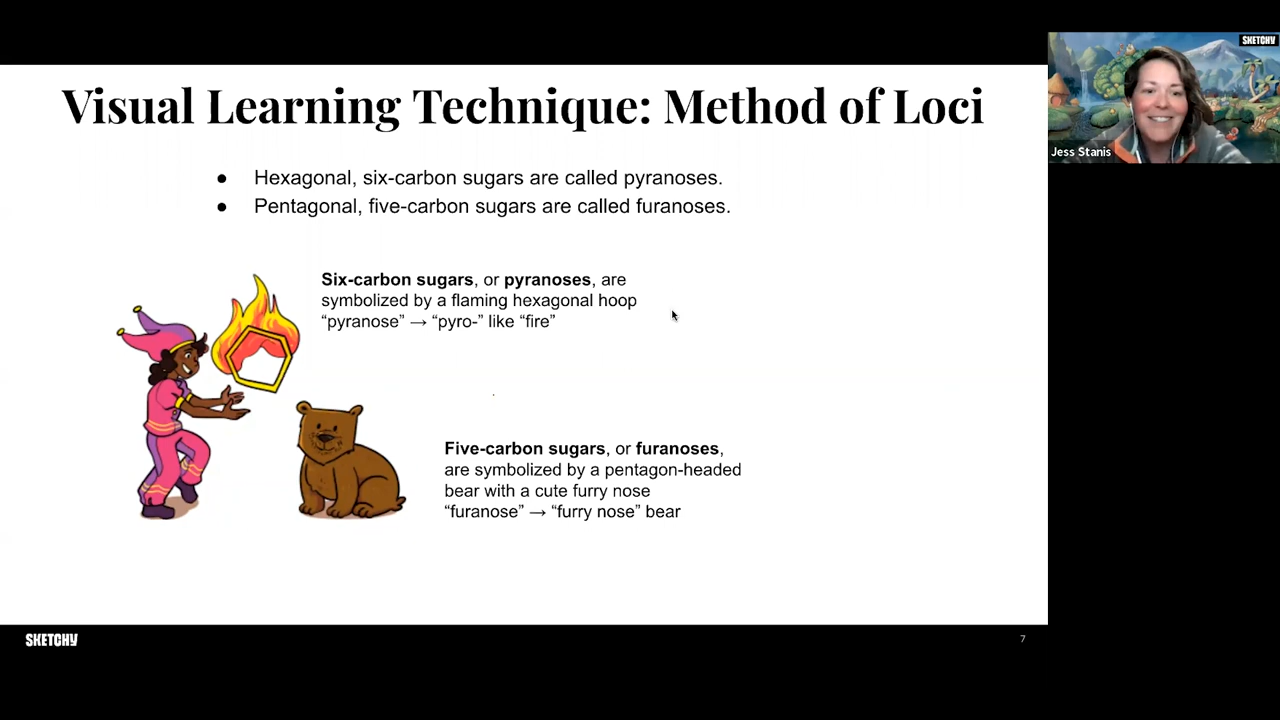 SKETCHY
Visual Learning Technique: Method of Loci
Jess Stanis
● Hexagonal, six-carbon sugars are called pyranoses.
● Pentagonal, five-carbon sugars are called furanoses.
Six-carbon sugars, or pyranoses, are
symbolized by a flaming hexagonal hoop
“pyranose” → “pyro-” like “fire”
Five-carbon sugars, or furanoses,
are symbolized by a pentagon-headed
bear with a cute furry nose
“furanose” → “furry nose” bear
SKETCHY
7